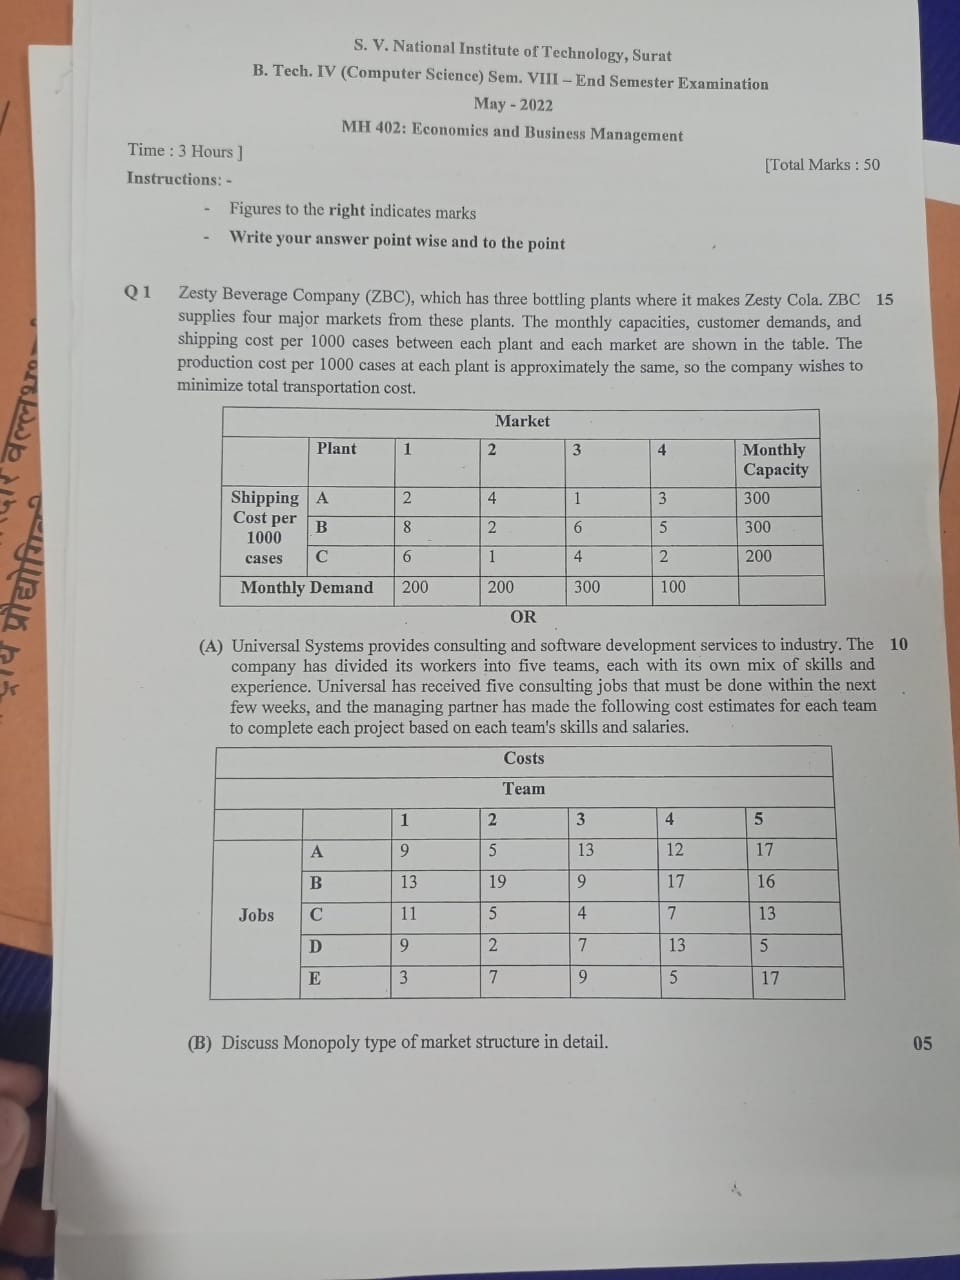 S. V. National Institute of Technology, Surat
B. Tech. IV (Computer Science) Sem. VIII – End Semester Examination
May - 2022
MH 402: Economics and Business Management
Time : 3 Hours ]
[Total Marks : 50
Instructions: -
- Figures to the right indicates marks
- Write your answer point wise and to the point
Q 1 Zesty Beverage Company (ZBC), which has three bottling plants where it makes Zesty Cola. ZBC 15
supplies four major markets from these plants. The monthly capacities, customer demands, and
shipping cost per 1000 cases between each plant and each market are shown in the table. The
production cost per 1000 cases at each plant is approximately the same, so the company wishes to
minimize total transportation cost.
Market
Plant 1 2 3 4 Monthly
Capacity
Shipping A 2 4 1 3 300
Cost per B 8 2 6 5 300
1000
cases C 6 1 4 2 200
Monthly Demand 200 200 300 100
OR
(A) Universal Systems provides consulting and software development services to industry. The 10
company has divided its workers into five teams, each with its own mix of skills and
experience. Universal has received five consulting jobs that must be done within the next
few weeks, and the managing partner has made the following cost estimates for each team
to complete each project based on each team's skills and salaries.
Costs
Team
1 2 3 4 5
A 9 5 13 12 17
B 13 19 9 17 16
Jobs C 11 5 4 7 13
D 9 2 7 13 5
E 3 7 9 5 17
(B) Discuss Monopoly type of market structure in detail. 05